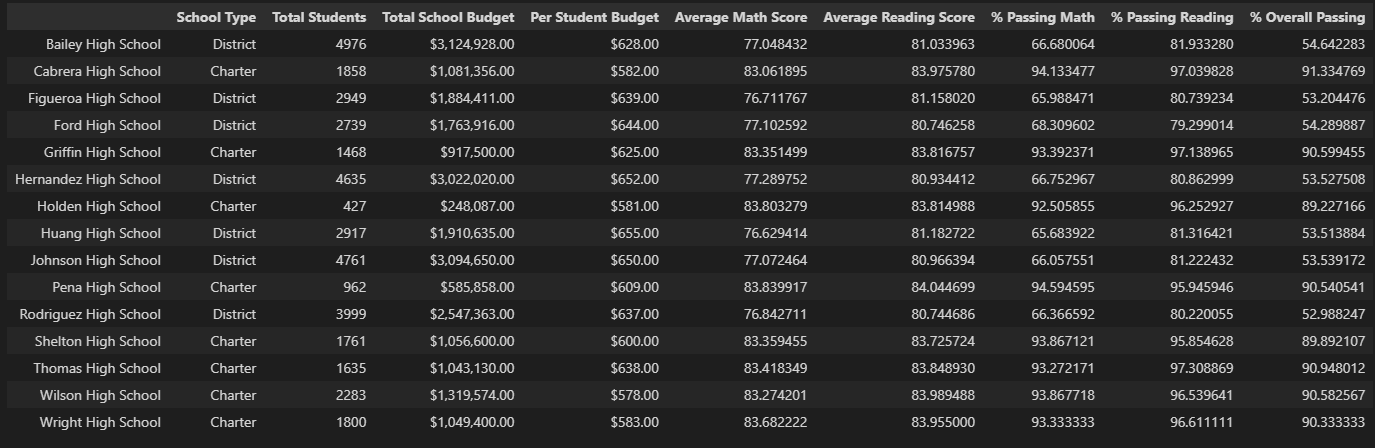 School Type Total Students Total School Budget Per Student Budget Average Math Score Average Reading Score % Passing Math % Passing Reading % Overall Passing
Bailey High School District 4976 $3,124,928.00 $628.00 77.048432 81.033963 66.680064 81.933280 54.642283
Cabrera High School Charter 1858 $1,081,356.00 $582.00 83.061895 83.975780 94.133477 97.039828 91.334769
Figueroa High School District 2949 $1,884,411.00 $639.00 76.711767 81.158020 65.988471 80.739234 53.204476
Ford High School District 2739 $1,763,916.00 $644.00 77.102592 80.746258 68.309602 79.299014 54.289887
Griffin High School Charter 1468 $917,500.00 $625.00 83.351499 83.816757 93.392371 97.138965 90.599455
Hernandez High School District 4635 $3,022,020.00 $652.00 77.289752 80.934412 66.752967 80.862999 53.527508
Holden High School Charter 427 $248,087.00 $581.00 83.803279 83.814988 92.505855 96.252927 89.227166
Huang High School District 2917 $1,910,635.00 $655.00 76.629414 81.182722 65.683922 81.316421 53.513884
Johnson High School District 4761 $3,094,650.00 $650.00 77.072464 80.966394 66.057551 81.222432 53.539172
Pena High School Charter 962 $585,858.00 $609.00 83.839917 84.044699 94.594595 95.945946 90.540541
Rodriguez High School District 3999 $2,547,363.00 $637.00 76.842711 80.744686 66.366592 80.220055 52.988247
Shelton High School Charter 1761 $1,056,600.00 $600.00 83.359455 83.725724 93.867121 95.854628 89.892107
Thomas High School Charter 1635 $1,043,130.00 $638.00 83.418349 83.848930 93.272171 97.308869 90.948012
Wilson High School Charter 2283 $1,319,574.00 $578.00 83.274201 83.989488 93.867718 96.539641 90.582567
Wright High School Charter 1800 $1,049,400.00 $583.00 83.682222 83.955000 93.333333 96.611111 90.333333